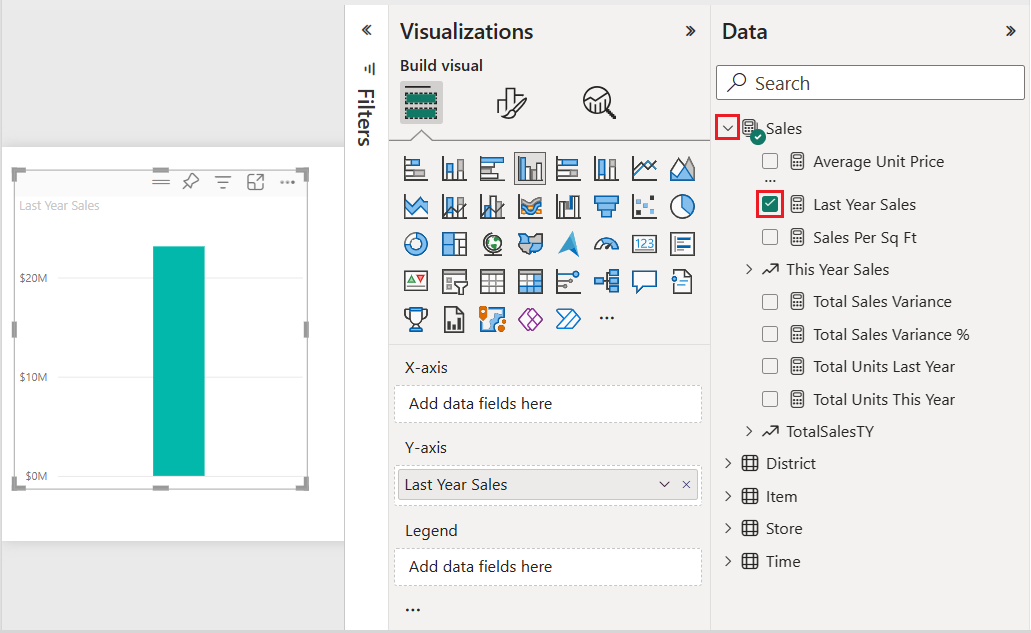 Last Year Sales
$20M
$10M
$0M
Filters
Visualizations
Build visual
123
X-axis
Add data fields here
Y-axis
Last Year Sales
Legend
Add data fields here
...
Data
Search
Sales
Average Unit Price
...
Last Year Sales
Sales Per Sq Ft
This Year Sales
Total Sales Variance
Total Sales Variance %
Total Units Last Year
Total Units This Year
TotalSalesTY
District
Item
Store
Time